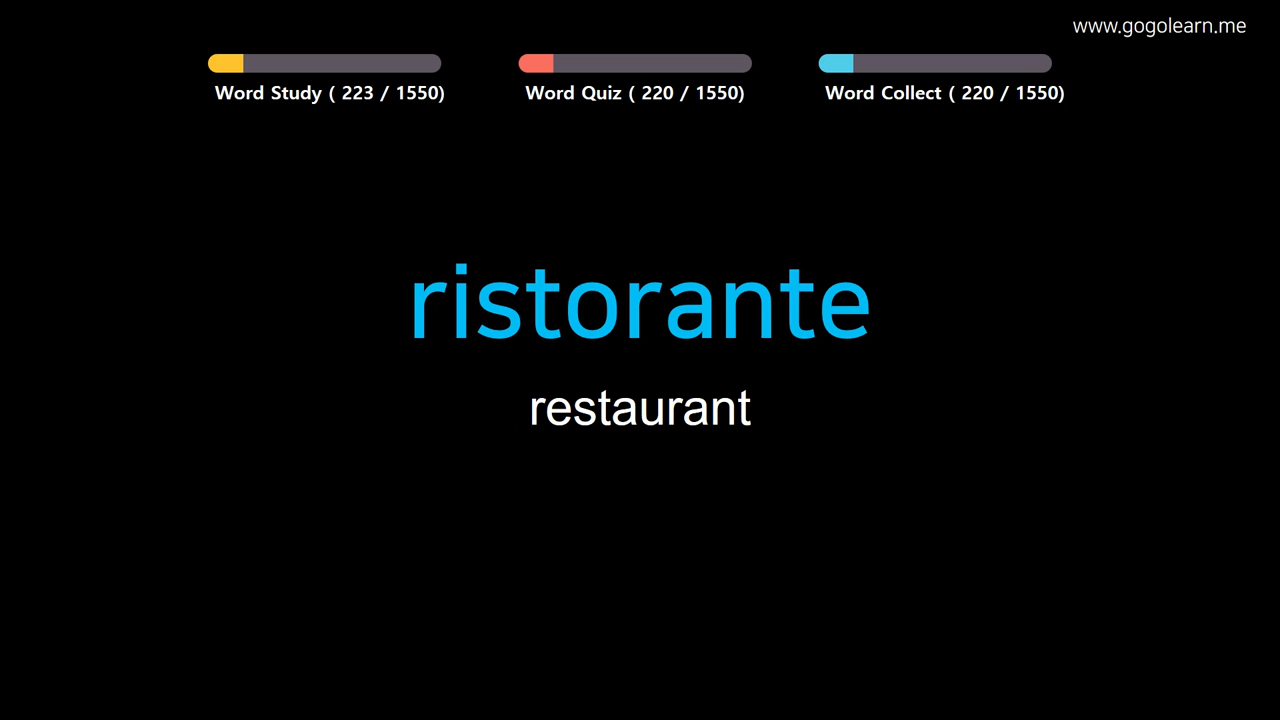 www.gogolearn.me
Word Study ( 223 / 1550)
Word Quiz ( 220 / 1550)
Word Collect ( 220 / 1550)
ristorante
restaurant